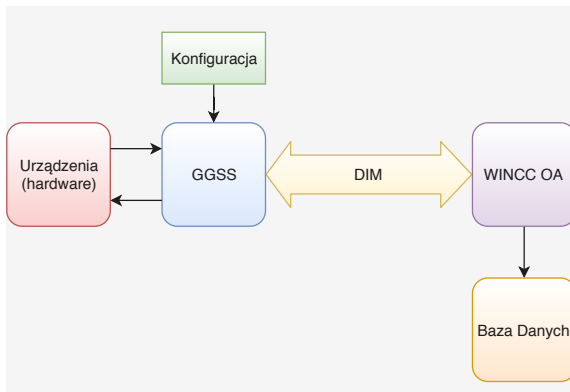 Konfiguracja
Urządzenia
(hardware)
GGSS
DIM
WINCC OA
Baza Danych